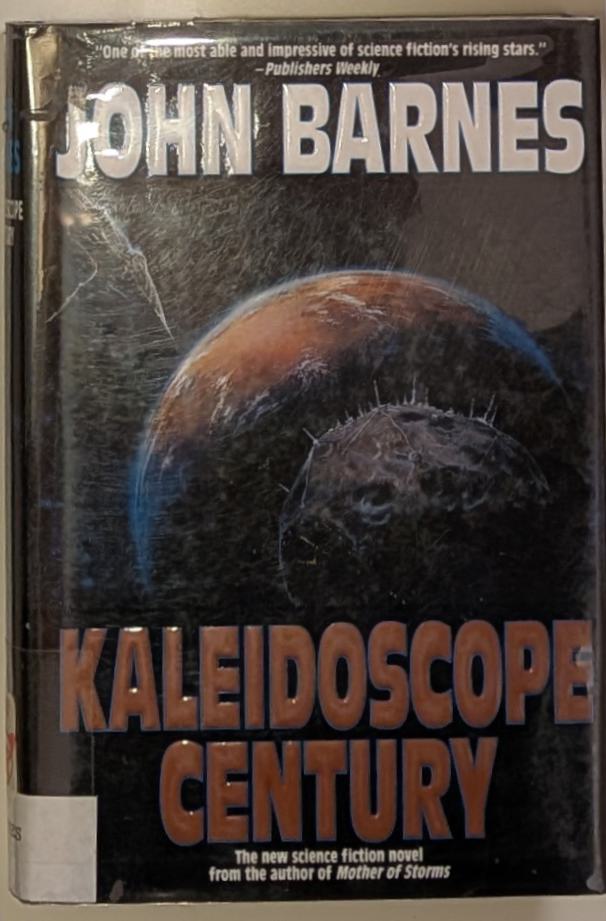 "One of the most able and impressive of science fiction's rising stars."
–Publishers Weekly
JOHN BARNES
KALEIDOSCOPE
CENTURY
The new science fiction novel
from the author of Mother of Storms